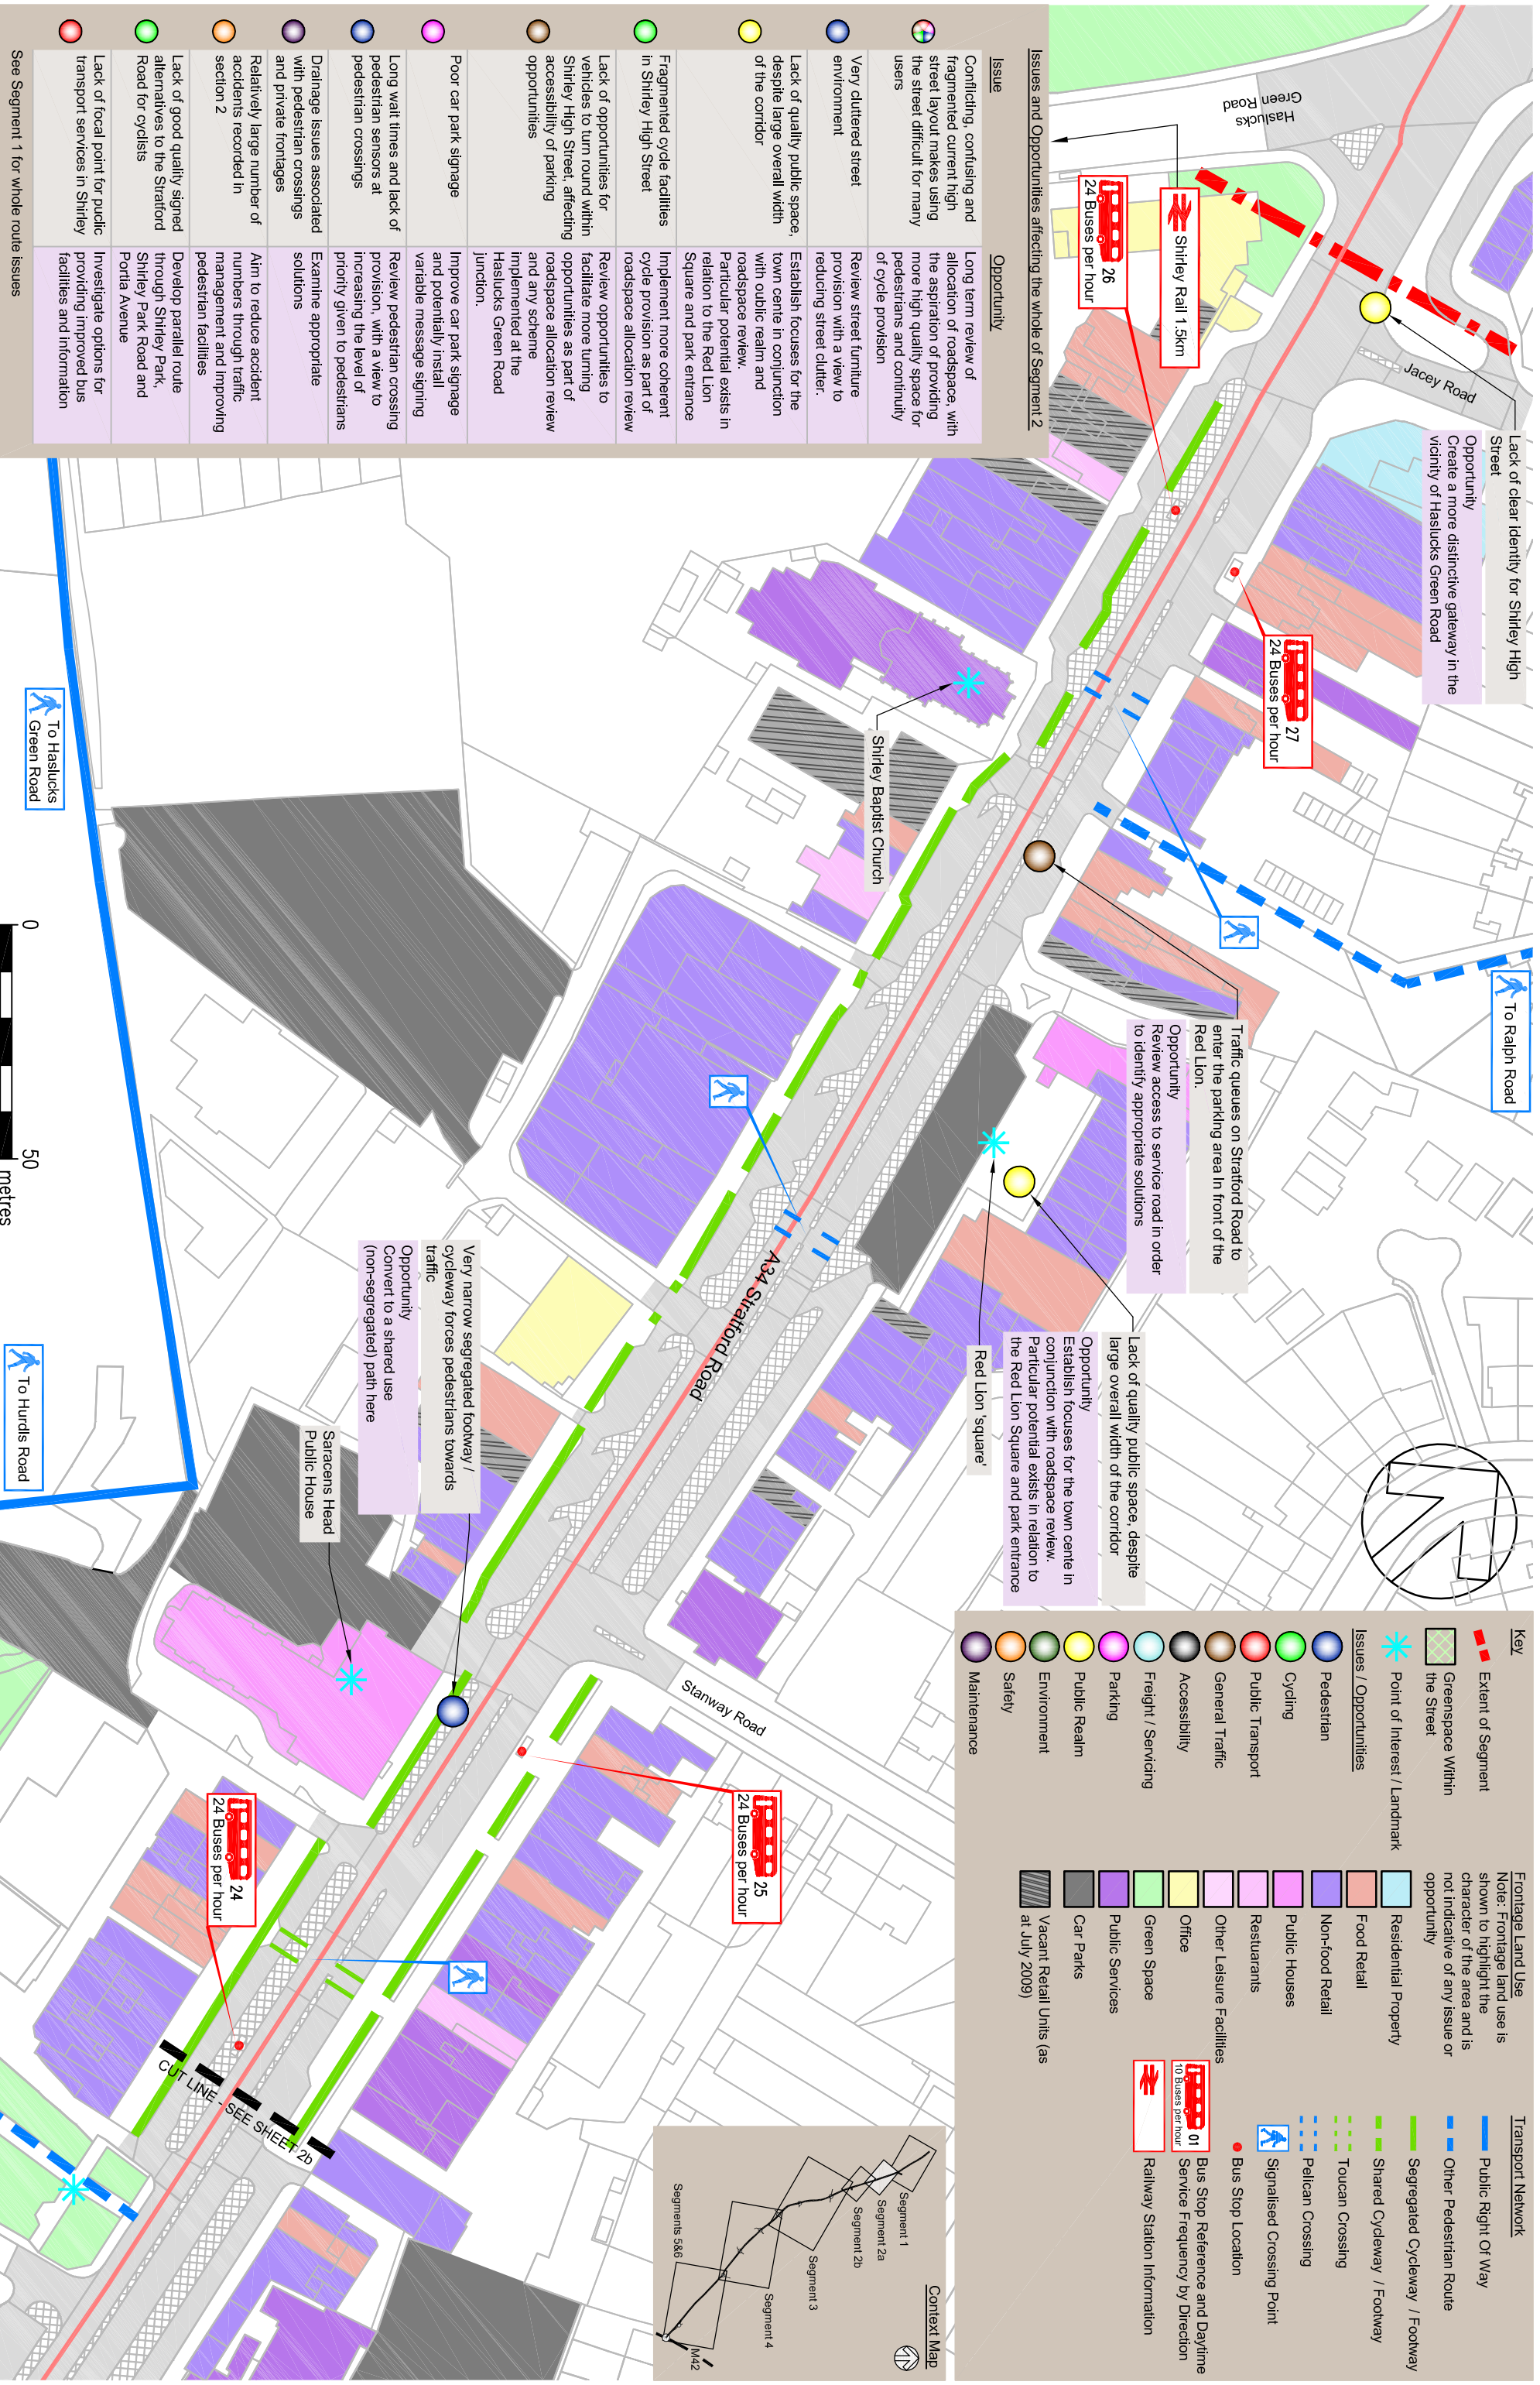 Issues and Opportunities affecting the whole of Segment 2
Issue
Opportunity
Conflicting, confusing and
fragmented current high
street layout makes using
the street difficult for many
users
Long term review of
allocation of roadspace, with
the aspiration of providing
more high quality space for
pedestrians and continuity
of cycle provision
Very cluttered street
environment
Review street furniture
provision with a view to
reducing street clutter.
Lack of quality public space,
despite large overall width
of the corridor
Establish focuses for the
town cente in conjunction
with oublic realm and
roadspace review.
Particular potential exists in
relation to the Red Lion
Square and park entrance
Fragmented cycle facilities
in Shirley High Street
Implement more coherent
cycle provision as part of
roadspace allocation review
Lack of opportunities for
vehicles to turn round within
Shirley High Street, affecting
accessibility of parking
opportunities
Review opportunities to
facilitate more turning
opportunities as part of
roadspace allocation review
and any scheme
implemented at the
Haslucks Green Road
junction.
Poor car park signage
Improve car park signage
and potentially install
variable message signing
Long wait times and lack of
pedestrian sensors at
pedestrian crossings
Review pedestrian crossing
provision, with a view to
increasing the level of
priority given to pedestrians
Drainage issues associated
with pedestrian crossings
and private frontages
Examine appropriate
solutions
Relatively large number of
accidents recorded in
section 2
Aim to reduce accident
numbers through traffic
management and improving
pedestrian facilities
Lack of good quality signed
alternatives to the Stratford
Road for cyclists
Develop parallel route
through Shirley Park,
Shirley Park Road and
Portia Avenue
Lack of focal point for puclic
transport services in Shirley
Investigate options for
providing improved bus
facilities and information
See Segment 1 for whole route issues
Haslucks
Green Road
Shirley Rail 1.5km
26
24 Buses per hour
Jacey Road
Lack of clear identity for Shirley High
Street
Opportunity
Create a more distinctive gateway in the
vicinity of Haslucks Green Road
27
24 Buses per hour
Shirley Baptist Church
To Haslucks
Green Road
0
50
metres
To Ralph Road
Traffic queues on Stratford Road to
enter the parking area in front of the
Red Lion.
Opportunity
Review access to service road in order
to identify appropriate solutions
Lack of quality public space, despite
large overall width of the corridor
Opportunity
Establish focuses for the town cente in
conjunction with roadspace review.
Particular potential exists in relation to
the Red Lion Square and park entrance
Red Lion 'square'
A34 Stratford Road
Very narrow segregated footway /
cycleway forces pedestrians towards
traffic
Opportunity
Convert to a shared use
(non-segregated) path here
To Hurdis Road
Saracens Head
Public House
Stanway Road
25
24 Buses per hour
24
24 Buses per hour
CUT LINE - SEE SHEET 2b
Key
Extent of Segment
Greenspace Within
the Street
Point of Interest / Landmark
Issues / Opportunities
Pedestrian
Cycling
Public Transport
General Traffic
Accessibility
Freight / Servicing
Parking
Public Realm
Environment
Safety
Maintenance
Frontage Land Use
Note: Frontage land use is
shown to highlight the
character of the area and is
not indicative of any issue or
opportunity
Residential Property
Food Retail
Non-food Retail
Public Houses
Restuarants
Other Leisure Facilities
Office
Green Space
Public Services
Car Parks
Vacant Retail Units (as
at July 2009)
Transport Network
Public Right Of Way
Other Pedestrian Route
Segregated Cycleway / Footway
Shared Cycleway / Footway
Toucan Crossing
Pelican Crossing
Signalised Crossing Point
Bus Stop Location
01
10 Buses per hour
Bus Stop Reference and Daytime
Service Frequency by Direction
Railway Station Information
Context Map
Segment 1
Segment 2a
Segment 2b
Segment 3
Segment 4
Segments 5&6
M42